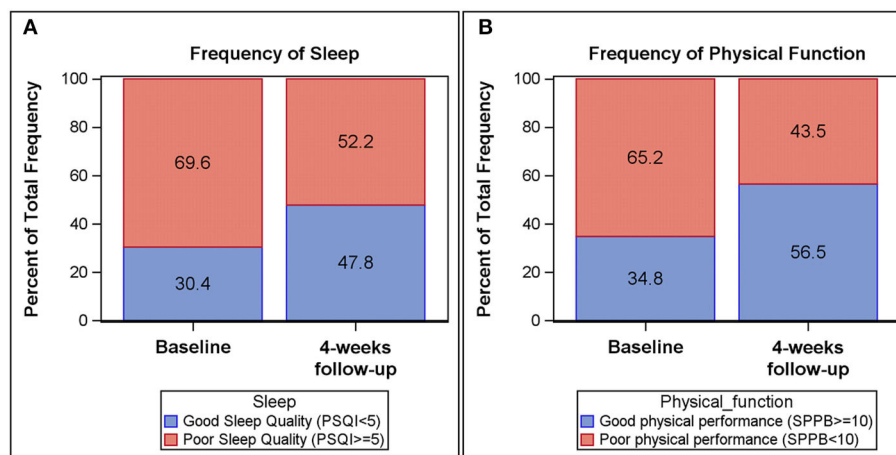 A
Frequency of Sleep
Percent of Total Frequency
100
80
60
40
20
0
69.6
52.2
30.4
47.8
Baseline
4-weeks
follow-up
Sleep
Good Sleep Quality (PSQI<5)
Poor Sleep Quality (PSQI>=5)
B
Frequency of Physical Function
Percent of Total Frequency
100
80
60
40
20
0
65.2
43.5
34.8
56.5
Baseline
4-weeks
follow-up
Physical_function
Good physical performance (SPPB>=10)
Poor physical performance (SPPB<10)